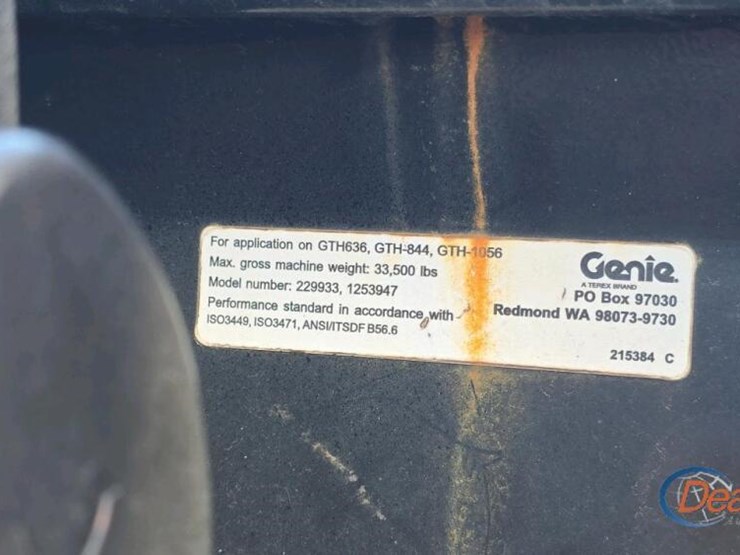 For application on GTH636, GTH-844, GTH-1056
Max. gross machine weight: 33,500 lbs
Model number: 229933, 1253947
Performance standard in accordance with
ISO3449, ISO3471, ANSI/ITSDF B56.6
Genie.
A TEREX BRAND
PO Box 97030
Redmond WA 98073-9730
215384 C